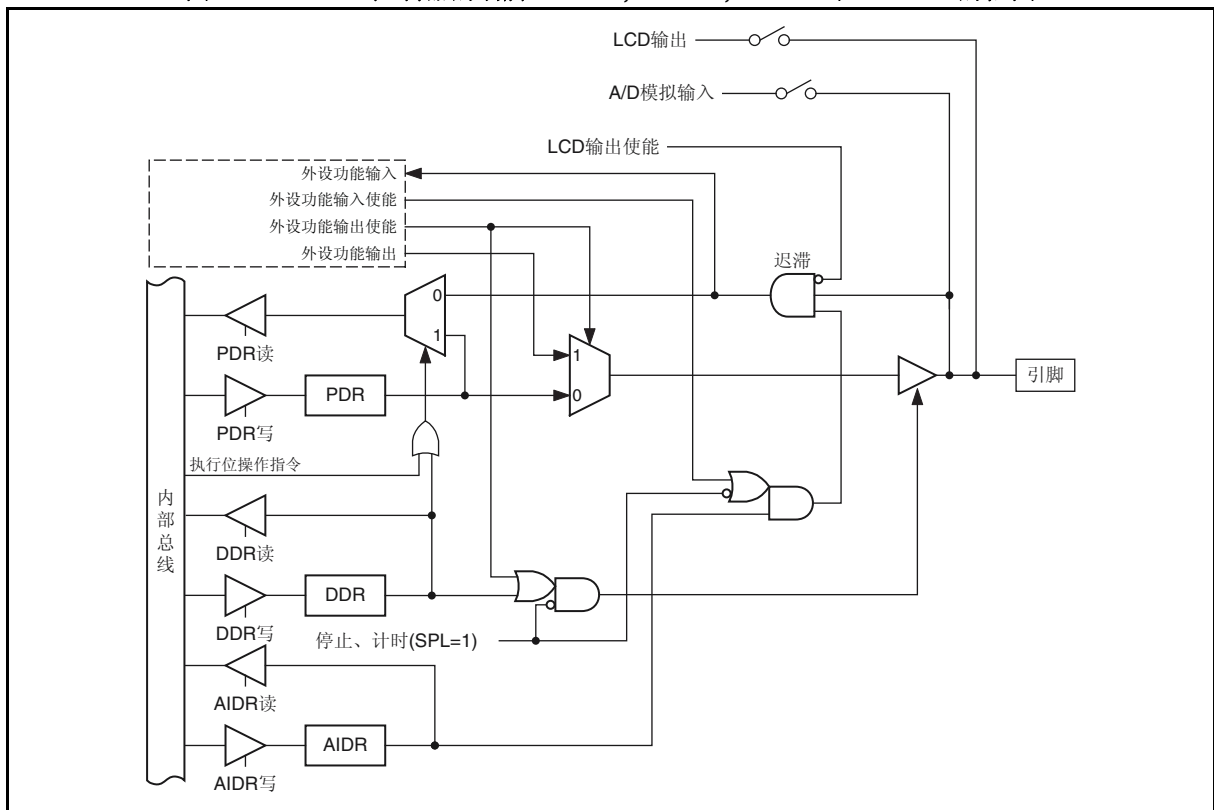 LCD输出
A/D模拟输入
LCD输出使能
外设功能输入
外设功能输入使能
外设功能输出使能
外设功能输出
迟滞
0
1
PDR读
1
引脚
PDR
0
PDR写
执行位操作指令
内部总线
DDR读
DDR
DDR写
停止、计时(SPL=1)
AIDR读
AIDR
AIDR写